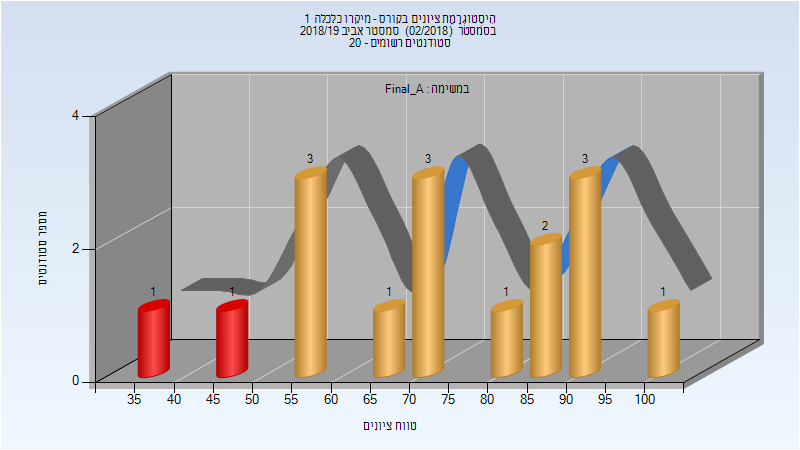 היסטוגרמת ציונים בקורס - מיקרו כלכלה 1
בסמסטר (02/2018) סמסטר אביב 2018/19
סטודנטים רשומים - 20
במשימה : Final_A
מספר סטודנטים
4
2
0
1
1
3
1
3
1
2
3
1
35 40 45 50 55 60 65 70 75 80 85 90 95 100
טווח ציונים